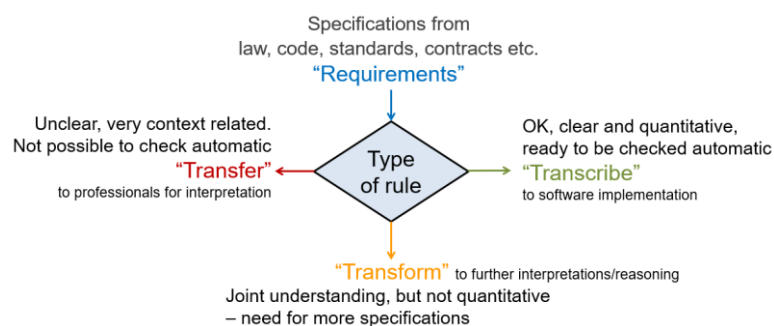 Specifications from
law, code, standards, contracts etc.
“Requirements”
Unclear, very context related.
Not possible to check automatic
“Transfer”
to professionals for interpretation
Type
of rule
OK, clear and quantitative,
ready to be checked automatic
“Transcribe”
to software implementation
“Transform” to further interpretations/reasoning
Joint understanding, but not quantitative
– need for more specifications